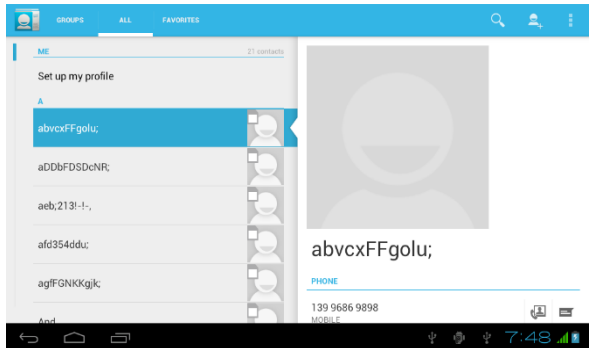 GROUPS ALL FAVORITES
ME 21 contacts
Set up my profile
A
abvcxFFgolu;
aDDbFDSDcNR;
aeb;213!-!-,
afd354ddu;
agfFGNKKgjk;
And
abvcxFFgolu;
PHONE
139 9686 9898
MOBILE
7:48